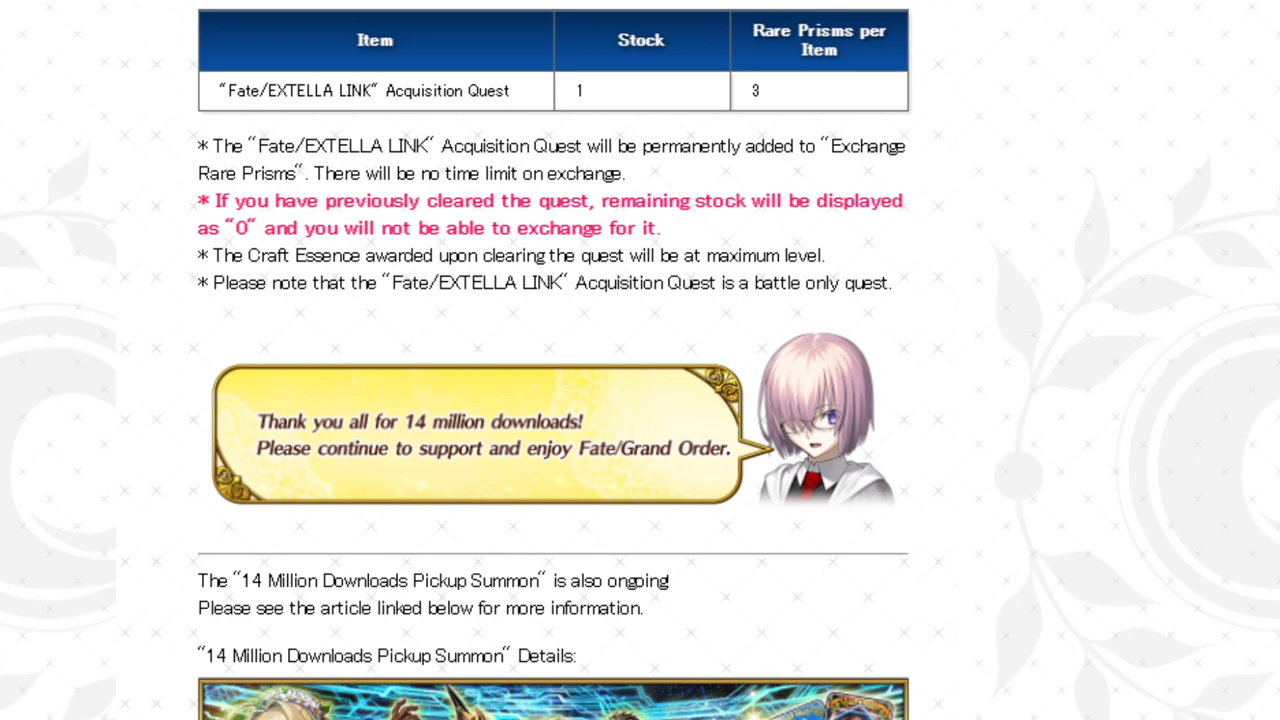 Item
Stock
Rare Prisms per
Item
"Fate/EXTELLA LINK" Acquisition Quest
1
3
* The "Fate/EXTELLA LINK" Acquisition Quest will be permanently added to "Exchange
Rare Prisms". There will be no time limit on exchange.
* If you have previously cleared the quest, remaining stock will be displayed
as "0" and you will not be able to exchange for it.
* The Craft Essence awarded upon clearing the quest will be at maximum level.
* Please note that the "Fate/EXTELLA LINK" Acquisition Quest is a battle only quest.
Thank you all for 14 million downloads!
Please continue to support and enjoy Fate/Grand Order.
The "14 Million Downloads Pickup Summon" is also ongoing!
Please see the article linked below for more information.
"14 Million Downloads Pickup Summon" Details: